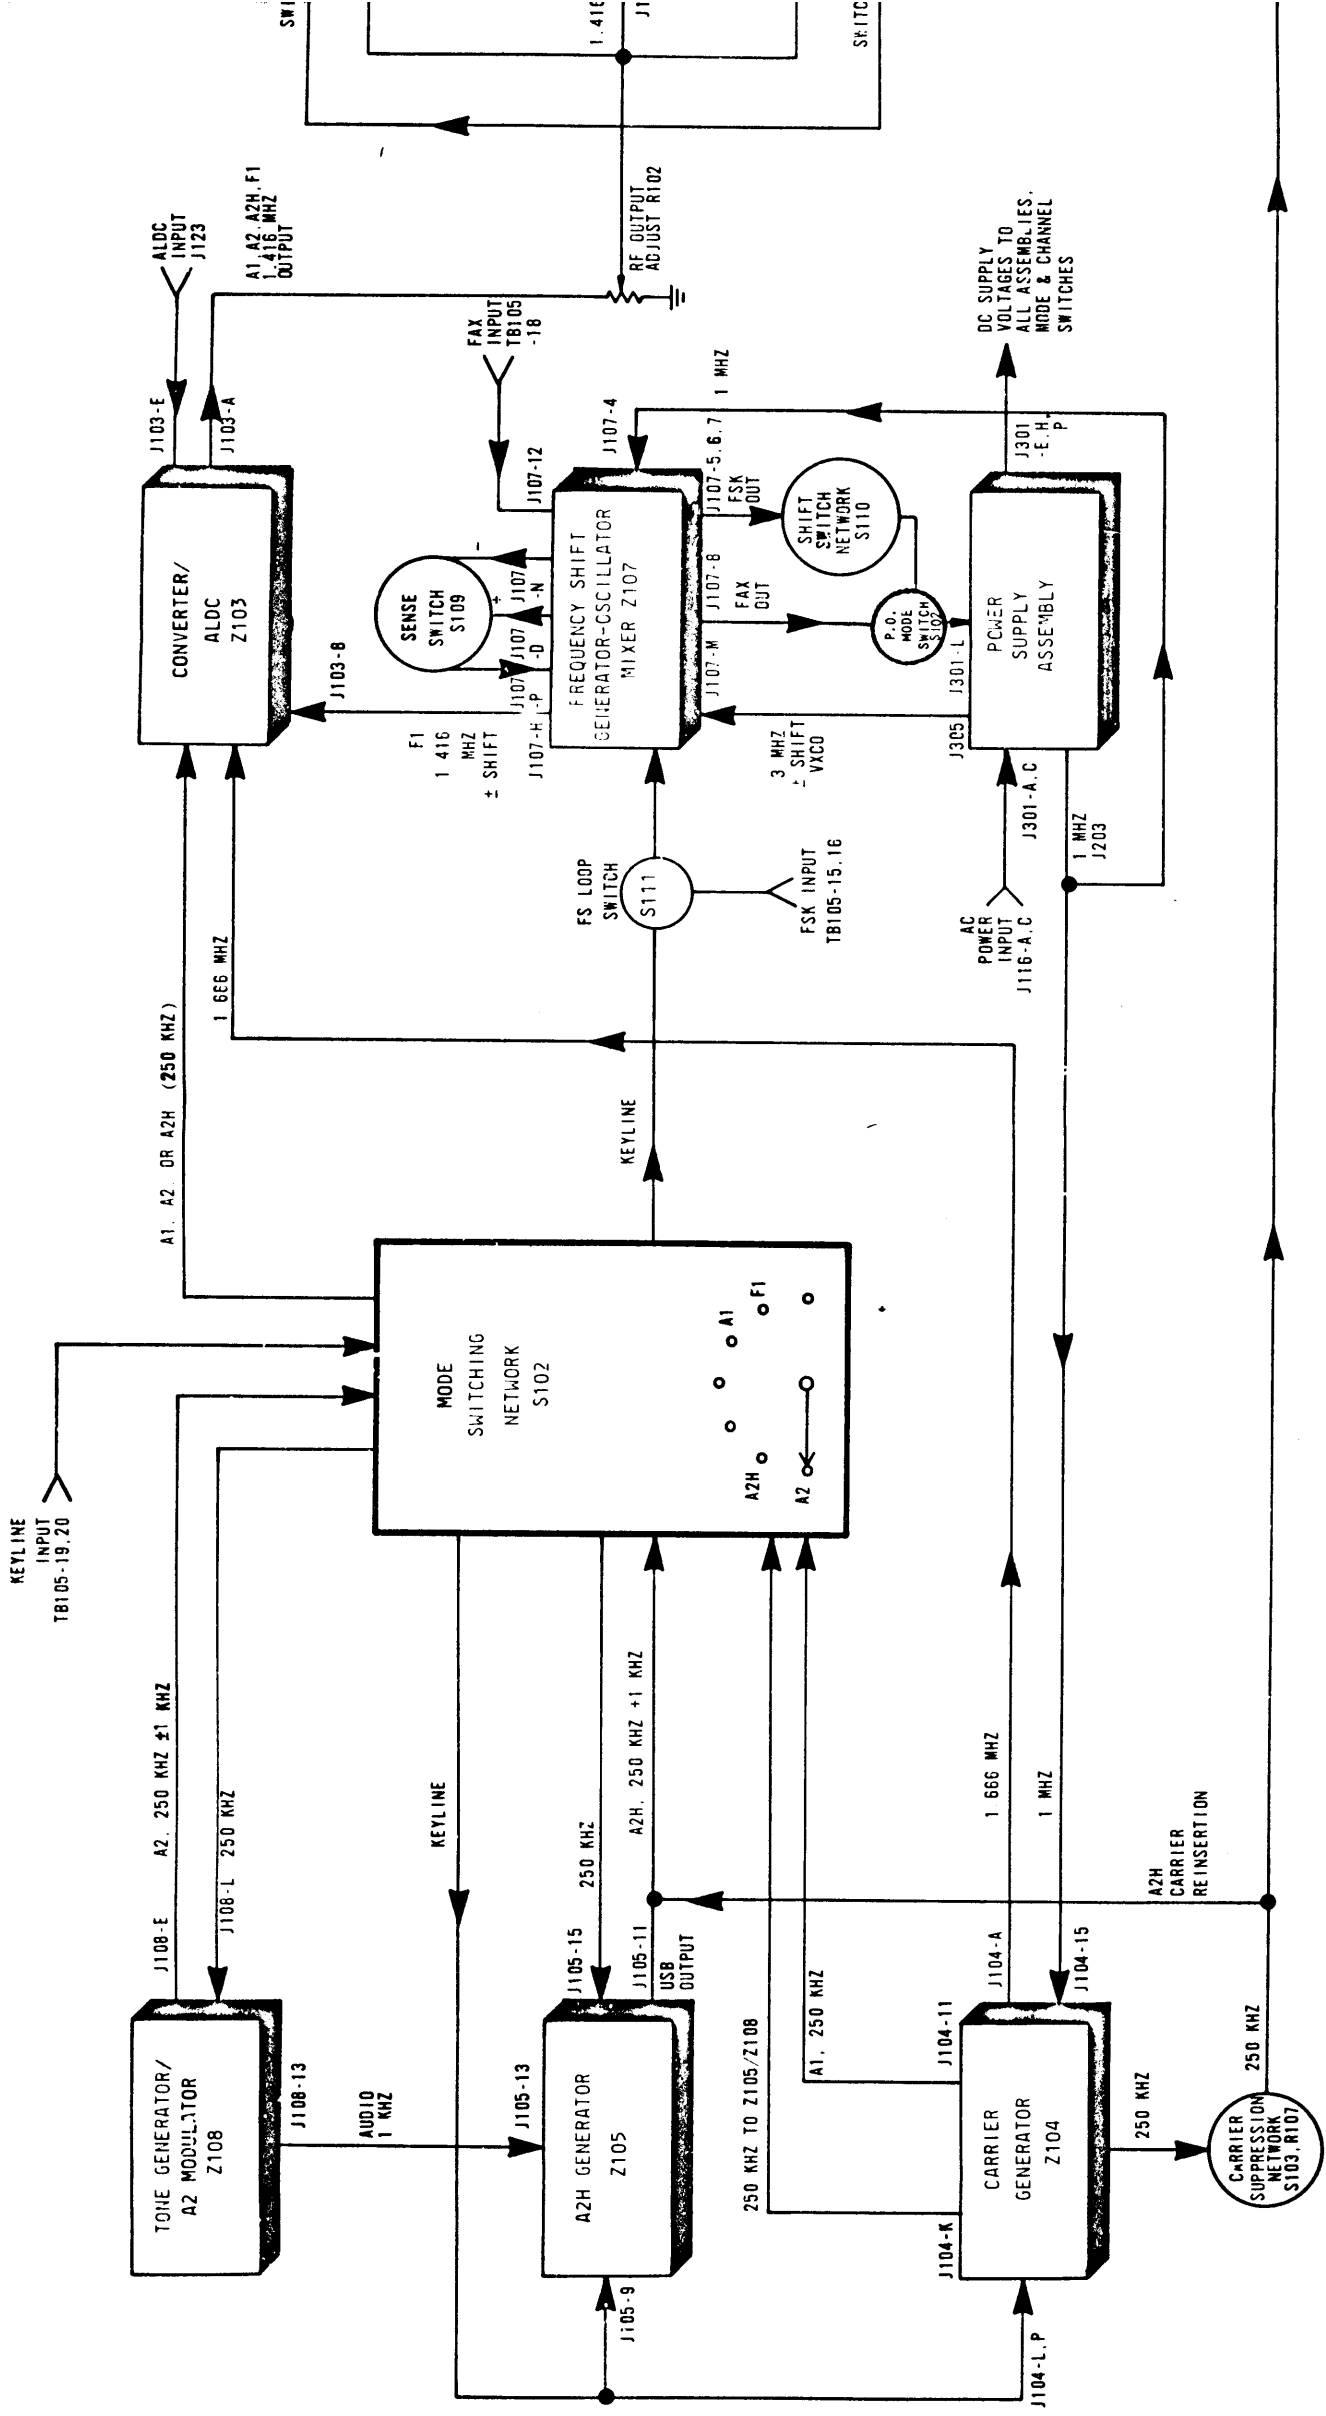 KEYLINE
INPUT
TB105-19,20
TONE GENERATOR/
A2 MODULATOR
Z108
J108-E
A2, 250 KHZ ±1 KHZ
J108-L 250 KHZ
J108-13
AUDIO
1 KHZ
J105-13
A2H GENERATOR
Z105
J105-9
J105-15
250 KHZ
J105-11
USB
OUTPUT
A2H, 250 KHZ +1 KHZ
KEYLINE
250 KHZ TO Z105/Z108
A1, 250 KHZ
J104-K
J104-11
CARRIER
GENERATOR
Z104
J104-L,P
J104-A
1 666 MHZ
J104-15
1 MHZ
250 KHZ
CARRIER
SUPPRESSION
NETWORK
S103,R107
250 KHZ
A2H
CARRIER
REINSERTION
MODE
SWITCHING
NETWORK
S102
A2
A2H
A1
F1
A1, A2, OR A2H (250 KHZ)
1 666 MHZ
KEYLINE
FS LOOP
SWITCH
S111
FSK INPUT
TB105-15,16
AC
POWER
INPUT
J116-A,C
J301-A,C
1 MHZ
J203
CONVERTER/
ALDC
Z103
J103-E
J103-A
J103-8
ALDC
INPUT
J123
A1,A2,A2H,F1
1.416 MHZ
OUTPUT
F1
1 416
MHZ
± SHIFT
J107-H
J107
-P
J107
-D
J107
-N
+
-
SENSE
SWITCH
S109
FAX
INPUT
TB105
-18
J107-12
FREQUENCY SHIFT
GENERATOR-OSCILLATOR
MIXER Z107
J107-4
1 MHZ
J107-5,6,7
FSK
OUT
J107-8
FAX
OUT
J107-M
3 MHZ
± SHIFT
VXCO
SHIFT
SWITCH
NETWORK
S110
P.O.
MODE
SWITCH
S102
J305
J301-L
POWER
SUPPLY
ASSEMBLY
J301
-E,H,
P
DC SUPPLY
VOLTAGES TO
ALL ASSEMBLIES,
MODE & CHANNEL
SWITCHES
RF OUTPUT
ADJUST R102
SWI
1.416
J1
SWITC